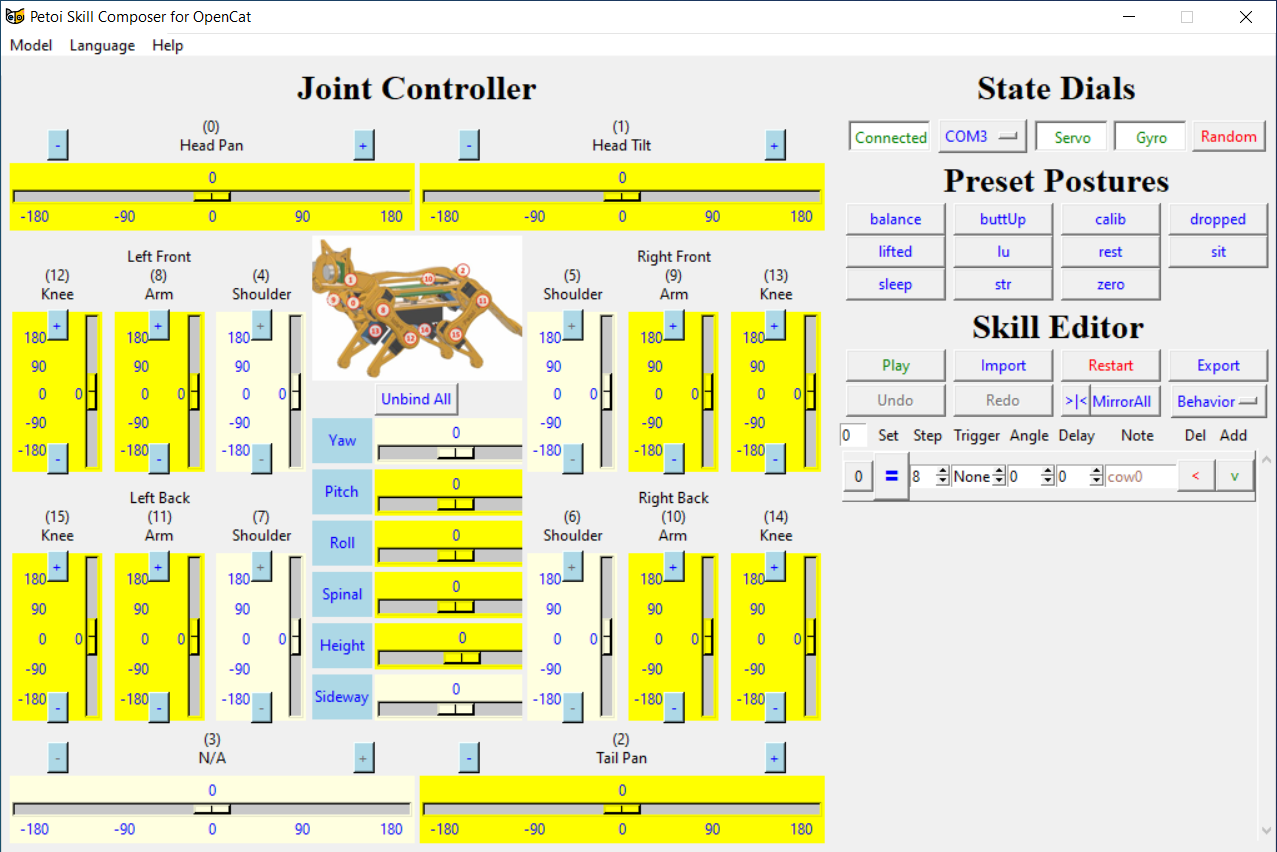 Petoi Skill Composer for OpenCat
Model Language Help
Joint Controller
(0)
Head Pan
- +
0
-180 -90 0 90 180
(1)
Head Tilt
- +
0
-180 -90 0 90 180
Left Front
(12) (8) (4)
Knee Arm Shoulder
+ + +
180 180 180
90 90 90
0 0 0 0 0 0
-90 -90 -90
-180 -180 -180
- - -
1 2 10 9 0 8 11 13 12 14 15
Right Front
(5) (9) (13)
Shoulder Arm Knee
+ + +
180 180 180
90 90 90
0 0 0 0 0 0
-90 -90 -90
-180 -180 -180
- - -
Unbind All
Yaw 0
Pitch 0
Roll 0
Spinal 0
Height 0
Sideway 0
Left Back
(15) (11) (7)
Knee Arm Shoulder
+ + +
180 180 180
90 90 90
0 0 0 0 0 0
-90 -90 -90
-180 -180 -180
- - -
Right Back
(6) (10) (14)
Shoulder Arm Knee
+ + +
180 180 180
90 90 90
0 0 0 0 0 0
-90 -90 -90
-180 -180 -180
- - -
(3)
N/A
- +
0
-180 -90 0 90 180
(2)
Tail Pan
- +
0
-180 -90 0 90 180
State Dials
Connected COM3 Servo Gyro Random
Preset Postures
balance buttUp calib dropped
lifted lu rest sit
sleep str zero
Skill Editor
Play Import Restart Export
Undo Redo >|< MirrorAll Behavior
0 Set Step Trigger Angle Delay Note Del Add
0 = 8 None 0 0 cow0 < v